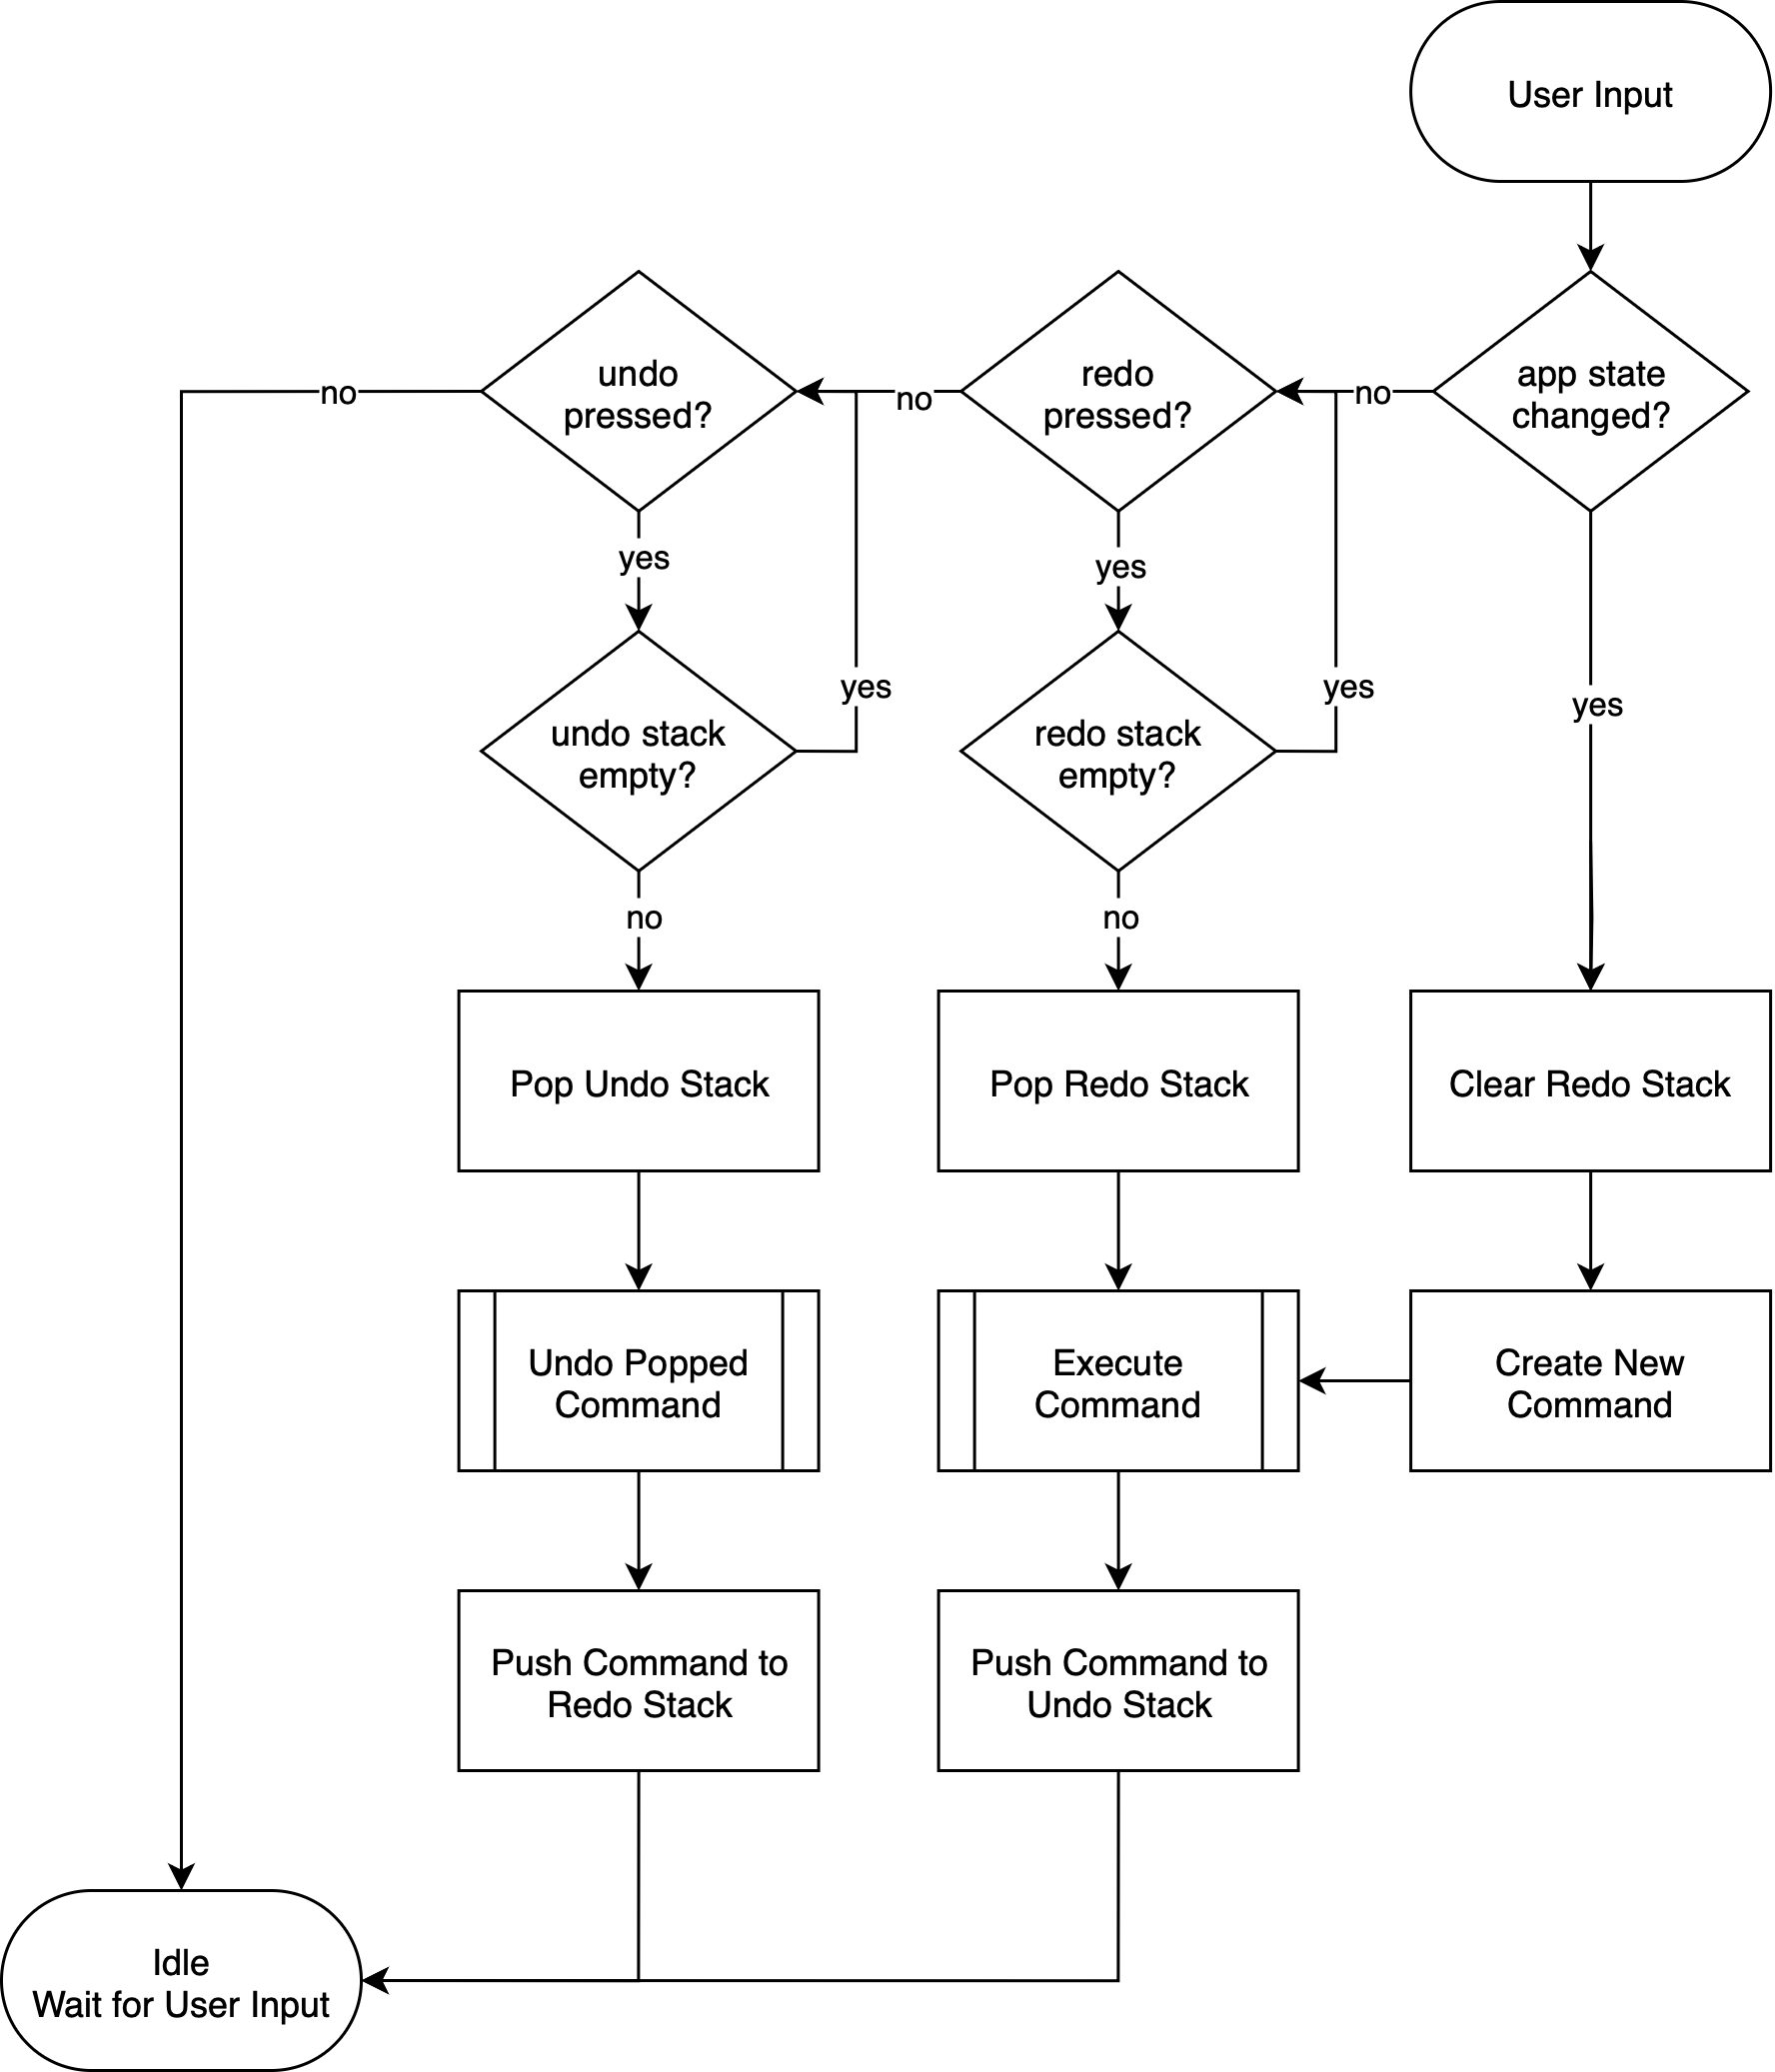 User Input
undo
pressed?
redo
pressed?
app state
changed?
no
no
no
yes
yes
yes
yes
yes
undo stack
empty?
redo stack
empty?
no
no
Pop Undo Stack
Pop Redo Stack
Clear Redo Stack
Undo Popped
Command
Execute
Command
Create New
Command
Push Command to
Redo Stack
Push Command to
Undo Stack
Idle
Wait for User Input